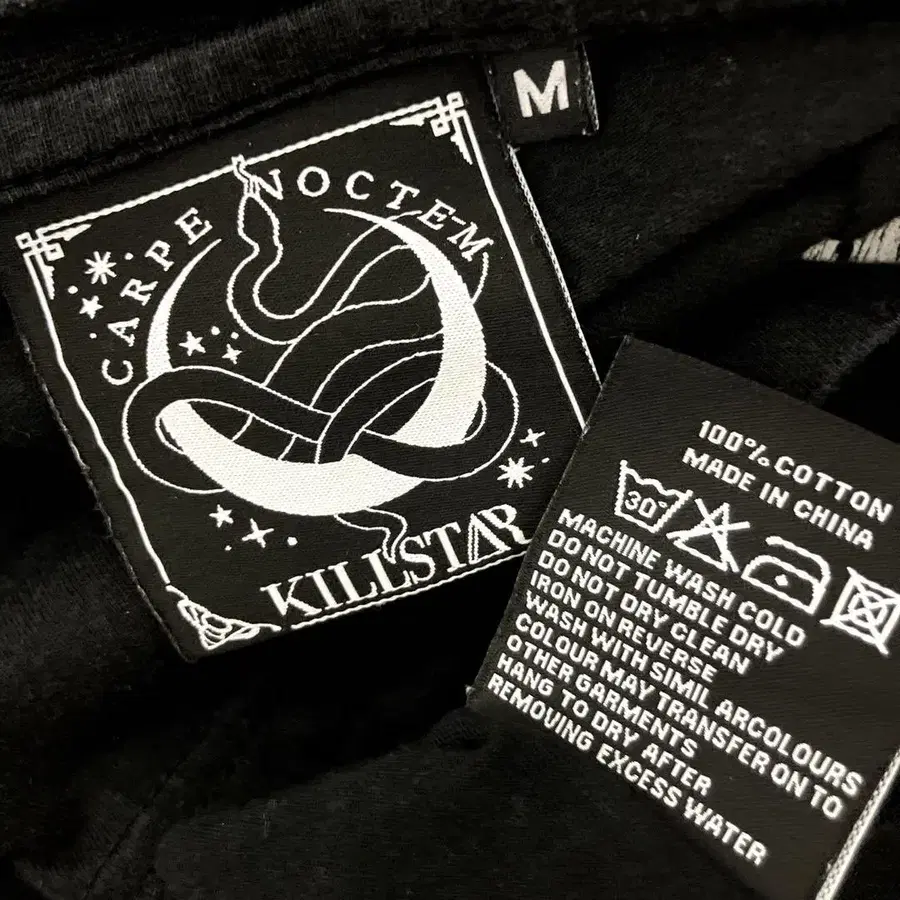 M
CARPE NOCTEM
KILLSTAR
100% COTTON
MADE IN CHINA
30°
MACHINE WASH COLD
DO NOT TUMBLE DRY
DO NOT DRY CLEAN
IRON ON REVERSE
WASH WITH SIMIL ARCOLOURS
COLOUR MAY TRANSFER ON TO
OTHER GARMENTS
HANG TO DRY AFTER
REMOVING EXCESS WATER